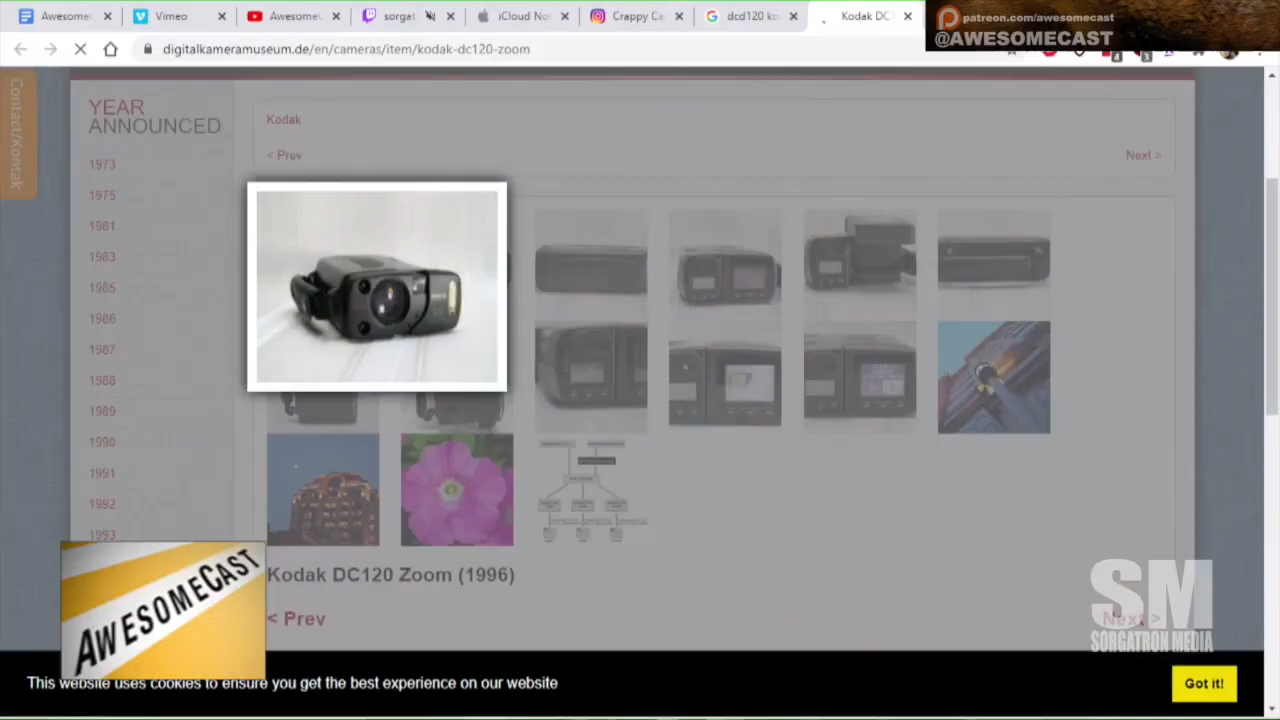 Awesome
Vimeo
Awesome
sorgat
iCloud No
Crappy Ca
dcd120 ko
Kodak DC
patreon.com/awesomecast
@AWESOMECAST
digitalkameramuseum.de/en/cameras/item/kodak-dc120-zoom
Contact/Kontak
YEAR
ANNOUNCED
1973
1975
1981
1983
1985
1986
1987
1988
1989
1990
1991
1992
1993
Kodak
< Prev
Next >
Kodak DC120 Zoom (1996)
< Prev
Next >
AWESOMECAST
SM
SORGATRON MEDIA
This website uses cookies to ensure you get the best experience on our website
Got it!